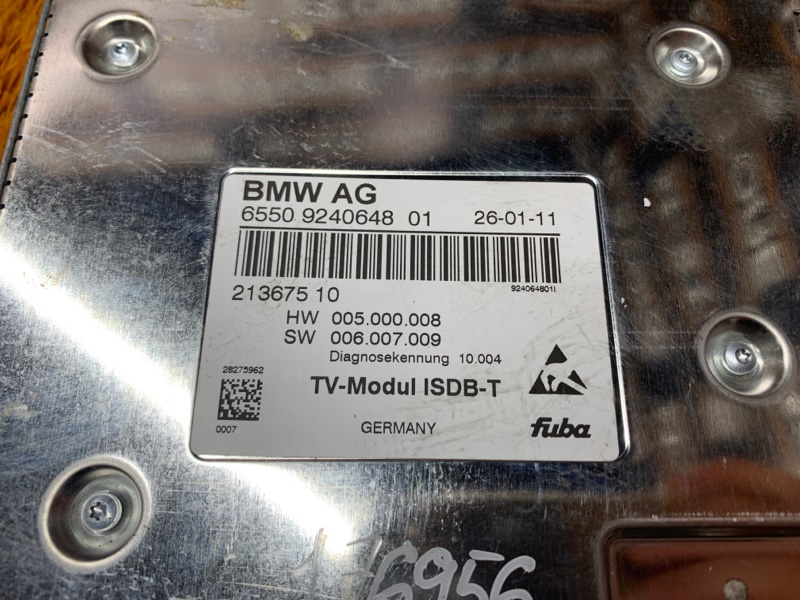 BMW AG
6550 9240648 01 26-01-11
924064801I
213675 10
HW 005.000.008
SW 006.007.009
Diagnosekennung 10.004
28275962
TV-Modul ISDB-T
0007
GERMANY
fuba
6956